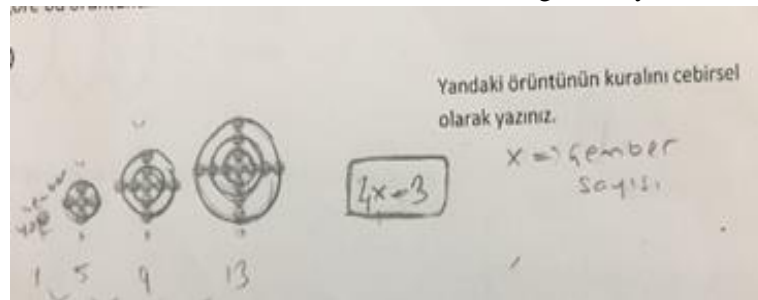 Yandaki örüntünün kuralını cebirsel
olarak yazınız.
x => çember
sayısı
4x-3
1 5 9 13